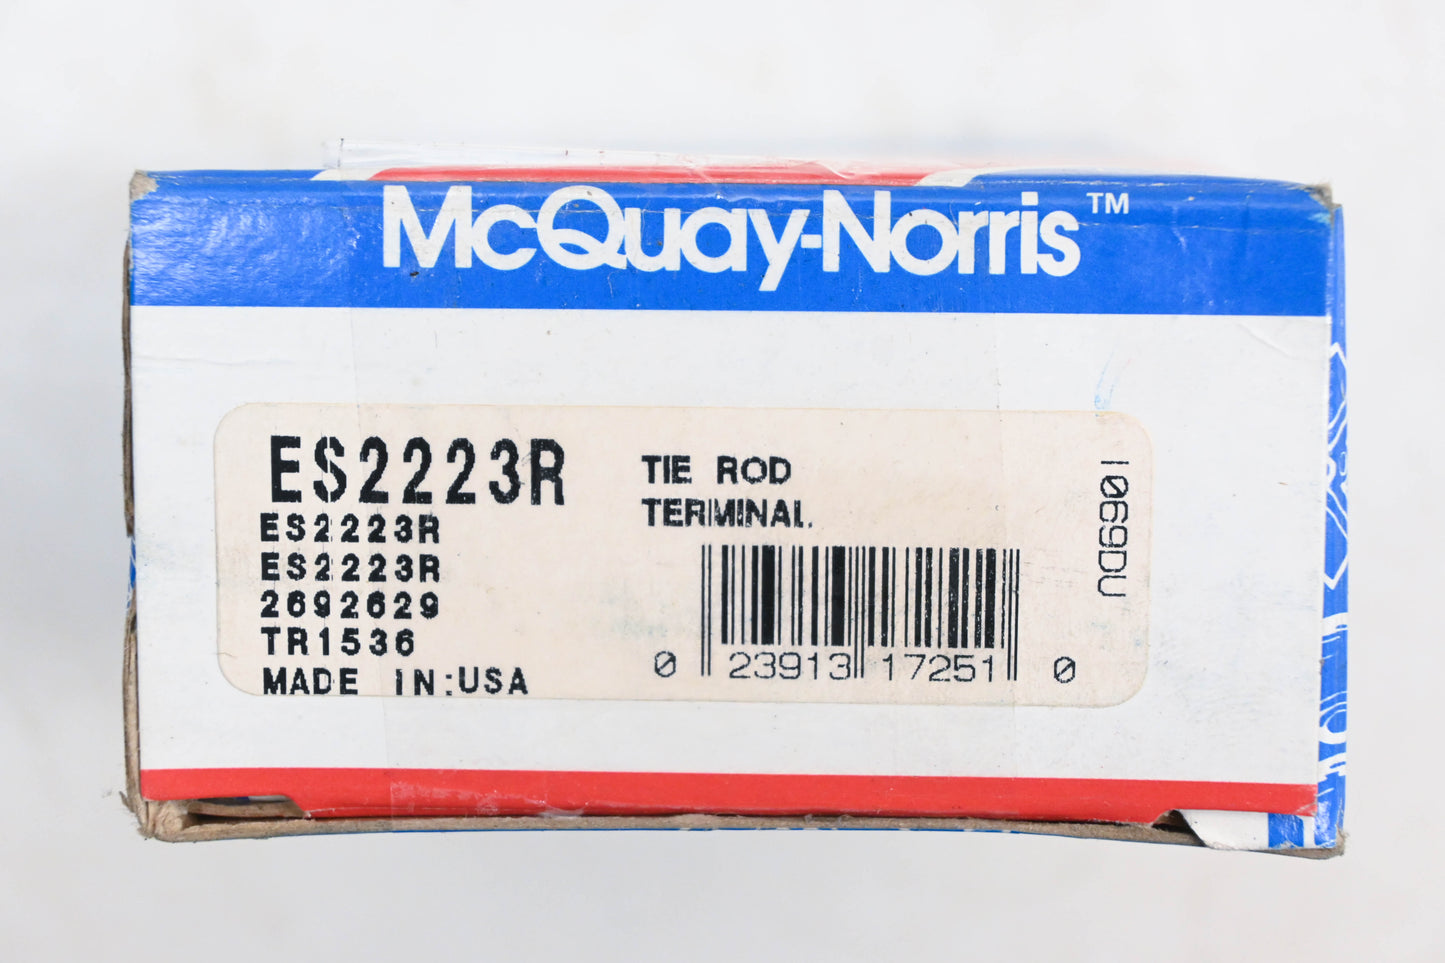 McQuay-Norris™
ES2223R
ES2223R
ES2223R
2692629
TR1536
MADE IN:USA
TIE ROD
TERMINAL
0 23913 17251 0
1069DU